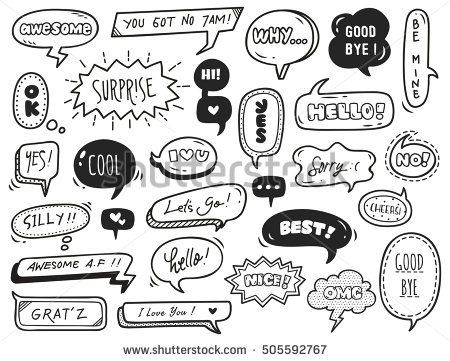 AWESOME
YOU GOT NO JAM!
WHY...
GOOD
BYE!
BE MINE
OK
SURPRISE
HI!
YES
HELLO!
YES!
COOL
I ♥ U
Sorry :(
NO!
SILLY!!
♥
Let's Go!
...
BEST!
CHEERS!
AWESOME A.F !!
hello!
NICE!
OMG
GOOD
BYE
GRAT'Z
I Love You! ♥
shutterstock
www.shutterstock.com · 505592767